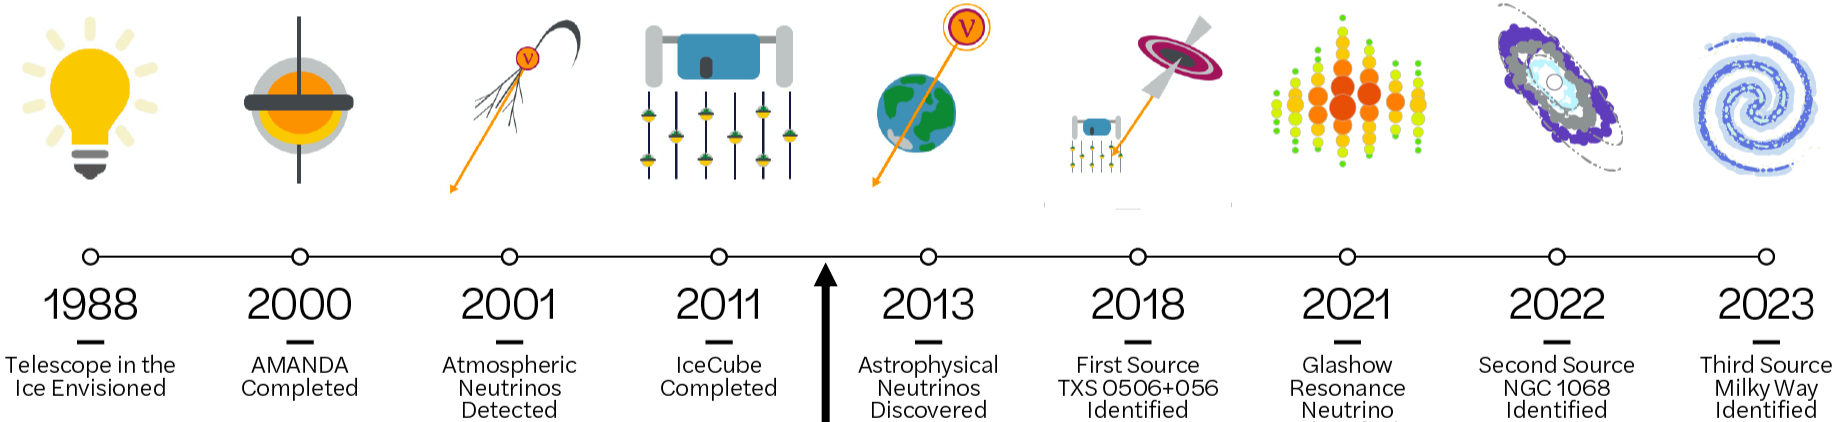 ν
ν
1988
2000
2001
2011
2013
2018
2021
2022
2023
Telescope in the
Ice Envisioned
AMANDA
Completed
Atmospheric
Neutrinos
Detected
IceCube
Completed
Astrophysical
Neutrinos
Discovered
First Source
TXS 0506+056
Identified
Glashow
Resonance
Neutrino
Second Source
NGC 1068
Identified
Third Source
Milky Way
Identified